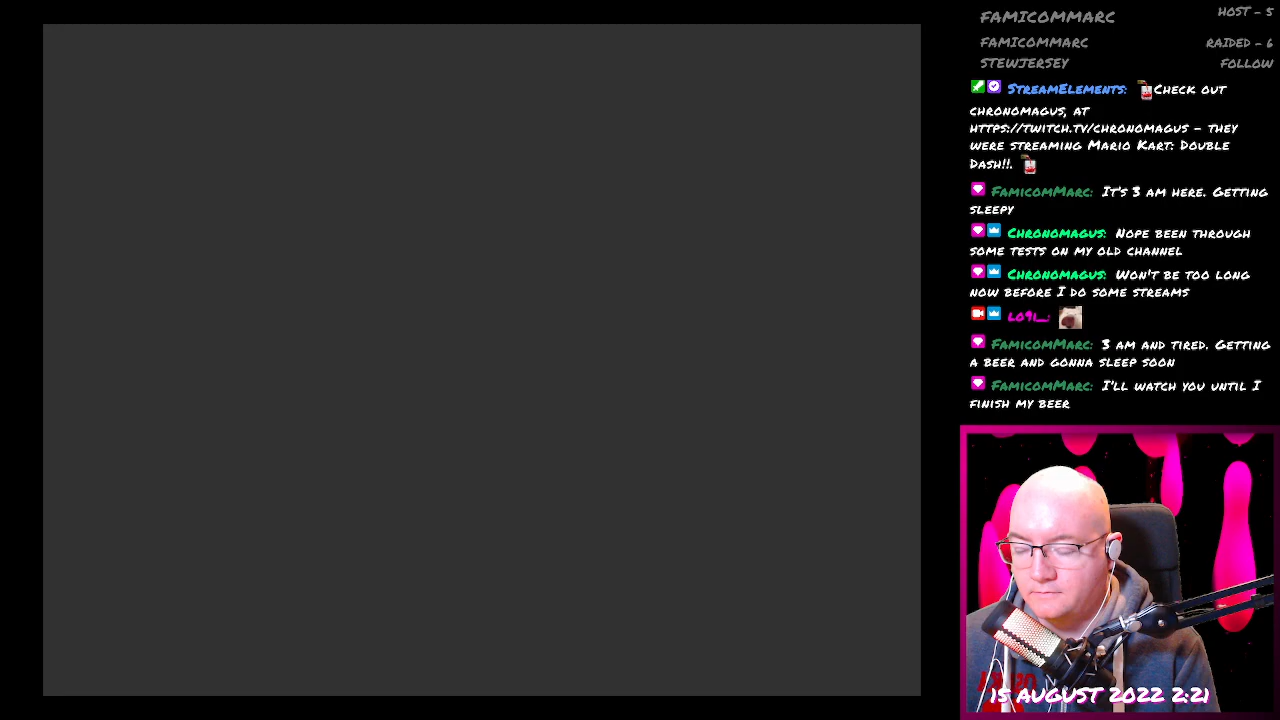 FAMICOMMARC HOST - 5
FAMICOMMARC RAIDED - 6
STEWJERSEY FOLLOW
STREAMELEMENTS: CHECK OUT
CHRONOMAGUS, AT
HTTPS://TWITCH.TV/CHRONOMAGUS - THEY
WERE STREAMING MARIO KART: DOUBLE
DASH!!.
FAMICOMMARC: IT'S 3 AM HERE. GETTING
SLEEPY
CHRONOMAGUS: NOPE BEEN THROUGH
SOME TESTS ON MY OLD CHANNEL
CHRONOMAGUS: WON'T BE TOO LONG
NOW BEFORE I DO SOME STREAMS
LO9I_:
FAMICOMMARC: 3 AM AND TIRED. GETTING
A BEER AND GONNA SLEEP SOON
FAMICOMMARC: I'LL WATCH YOU UNTIL I
FINISH MY BEER
15 AUGUST 2022 2:21